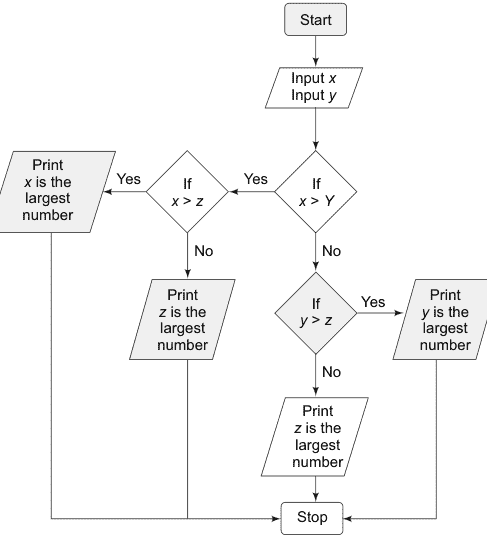 Start
Input x
Input y
If
x > Y
Yes
If
x > z
Yes
Print
x is the
largest
number
No
Print
z is the
largest
number
No
If
y > z
Yes
Print
y is the
largest
number
No
Print
z is the
largest
number
Stop